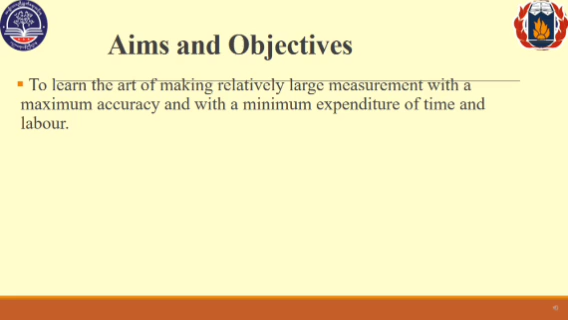 Aims and Objectives
To learn the art of making relatively large measurement with a
maximum accuracy and with a minimum expenditure of time and
labour.